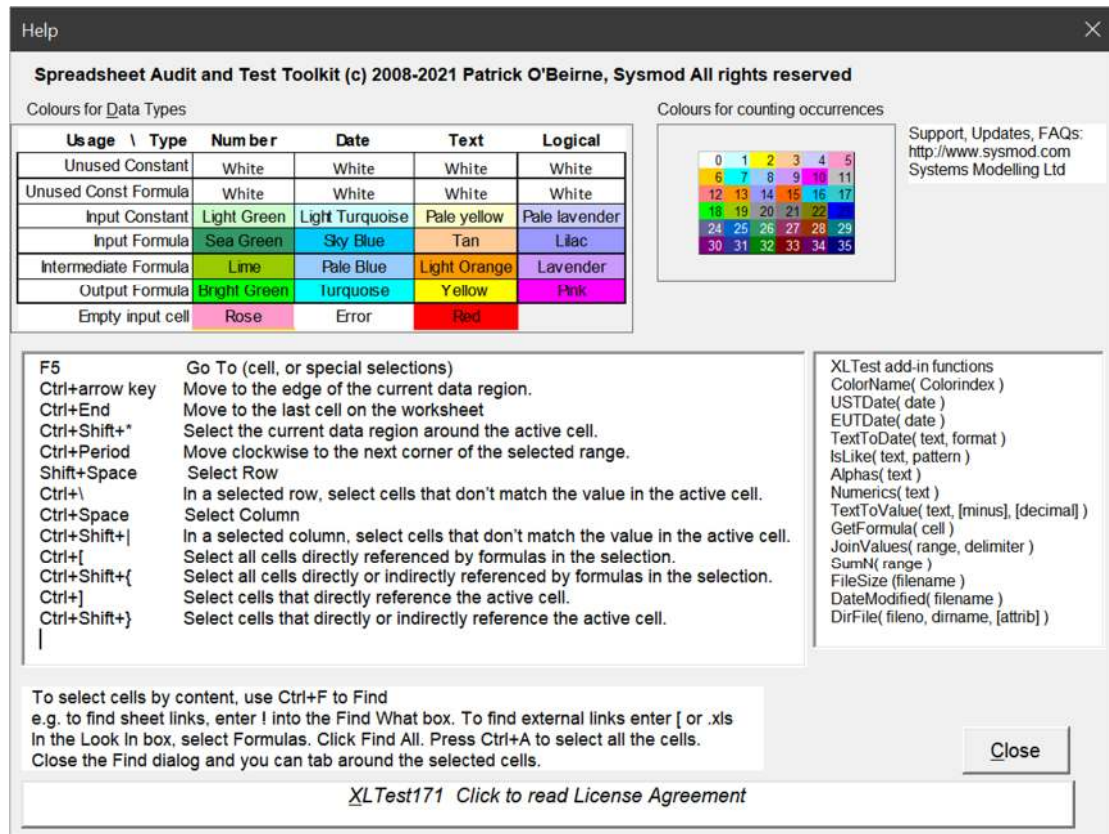 Help
Spreadsheet Audit and Test Toolkit (c) 2008-2021 Patrick O'Beirne, Sysmod All rights reserved
Colours for Data Types
Usage \ Type Number Date Text Logical
Unused Constant White White White White
Unused Const Formula White White White White
Input Constant Light Green Light Turquoise Pale yellow Pale lavender
Input Formula Sea Green Sky Blue Tan Lilac
Intermediate Formula Lime Pale Blue Light Orange Lavender
Output Formula Bright Green Turquoise Yellow Pink
Empty input cell Rose Error Red
Colours for counting occurrences
0 1 2 3 4 5
6 7 8 9 10 11
12 13 14 15 16 17
18 19 20 21 22
24 25 26 27 28 29
30 31 32 33 34 35
Support, Updates, FAQs:
http://www.sysmod.com
Systems Modelling Ltd
F5 Go To (cell, or special selections)
Ctrl+arrow key Move to the edge of the current data region.
Ctrl+End Move to the last cell on the worksheet
Ctrl+Shift+* Select the current data region around the active cell.
Ctrl+Period Move clockwise to the next corner of the selected range.
Shift+Space Select Row
Ctrl+\ In a selected row, select cells that don't match the value in the active cell.
Ctrl+Space Select Column
Ctrl+Shift+| In a selected column, select cells that don't match the value in the active cell.
Ctrl+[ Select all cells directly referenced by formulas in the selection.
Ctrl+Shift+{ Select all cells directly or indirectly referenced by formulas in the selection.
Ctrl+] Select cells that directly reference the active cell.
Ctrl+Shift+} Select cells that directly or indirectly reference the active cell.
XLTest add-in functions
ColorName( Colorindex )
USTDate( date )
EUTDate( date )
TextToDate( text, format )
IsLike( text, pattern )
Alphas( text )
Numerics( text )
TextToValue( text, [minus], [decimal] )
GetFormula( cell )
JoinValues( range, delimiter )
SumN( range )
FileSize (filename )
DateModified( filename )
DirFile( fileno, dirname, [attrib] )
To select cells by content, use Ctrl+F to Find
e.g. to find sheet links, enter ! into the Find What box. To find external links enter [ or .xls
In the Look In box, select Formulas. Click Find All. Press Ctrl+A to select all the cells.
Close the Find dialog and you can tab around the selected cells.
Close
XLTest171 Click to read License Agreement